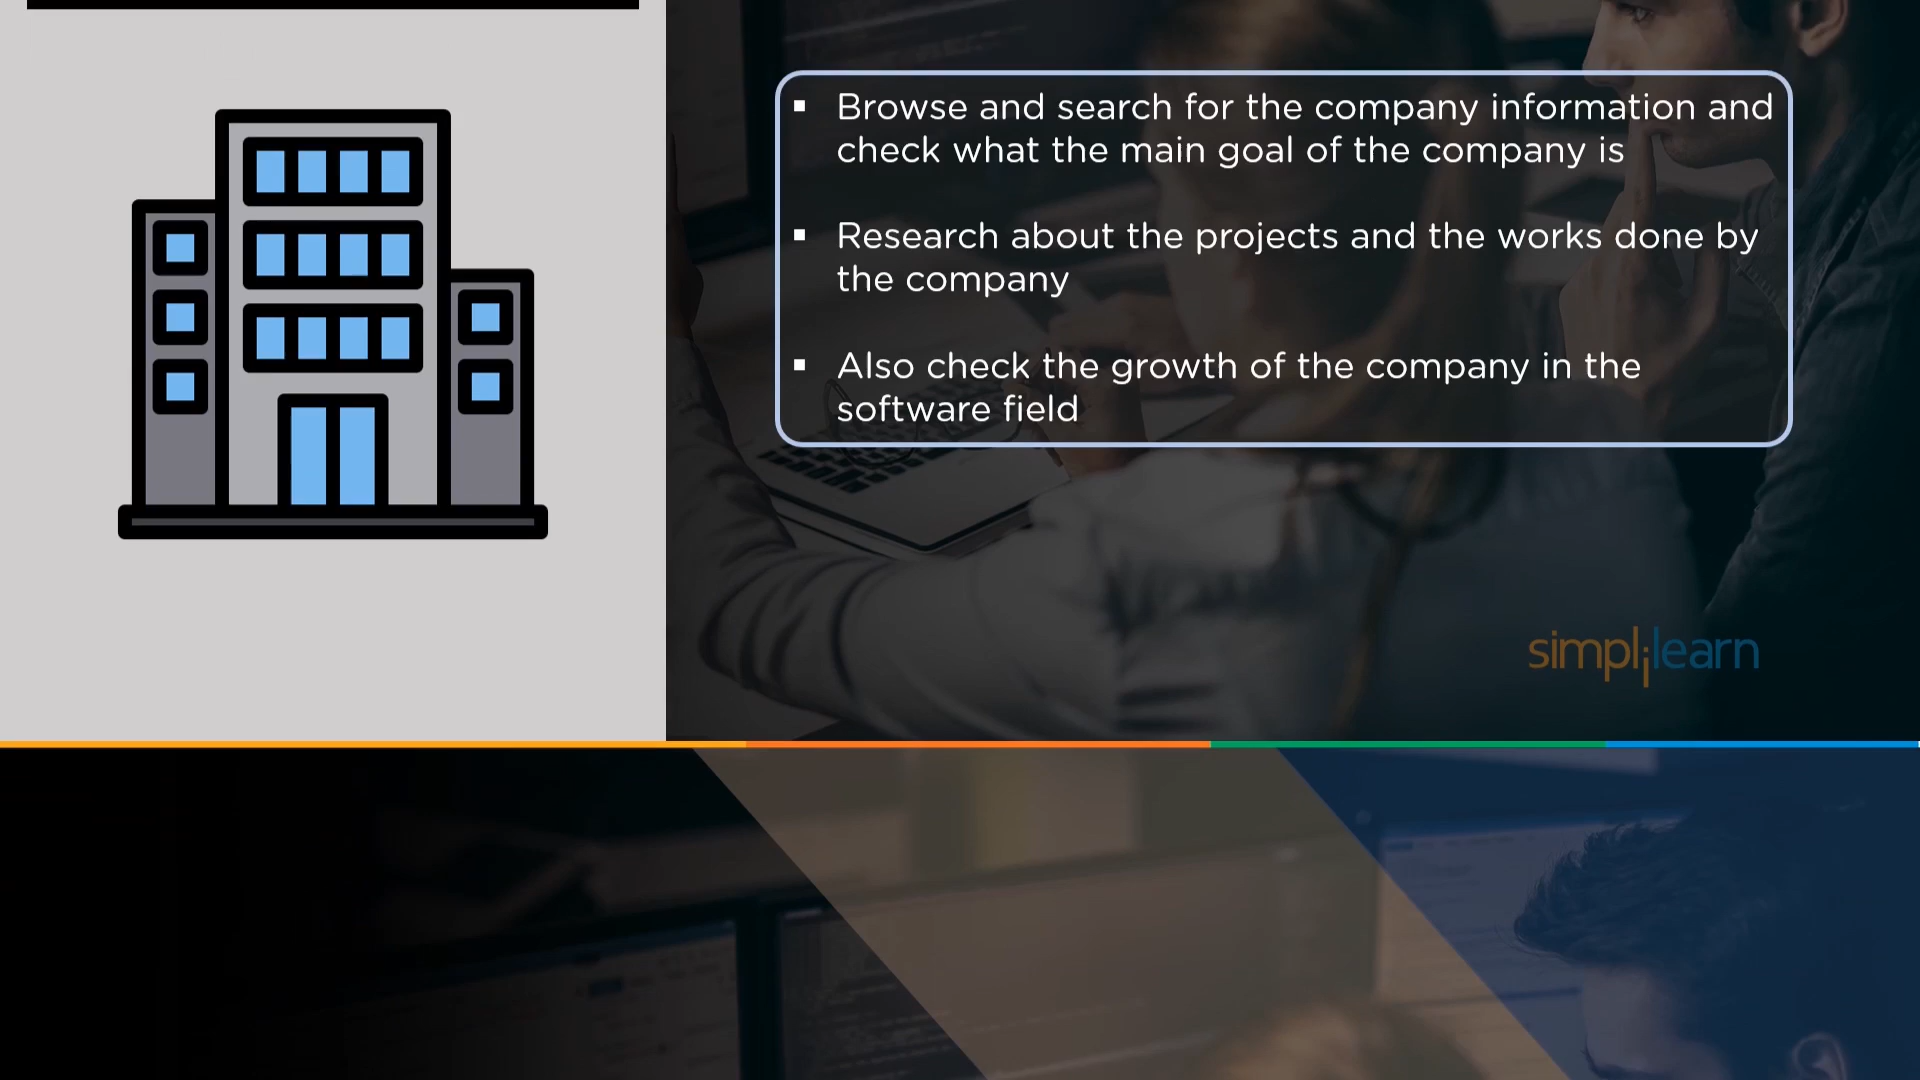 ▪ Browse and search for the company information and
check what the main goal of the company is
▪ Research about the projects and the works done by
the company
▪ Also check the growth of the company in the
software field
simplilearn